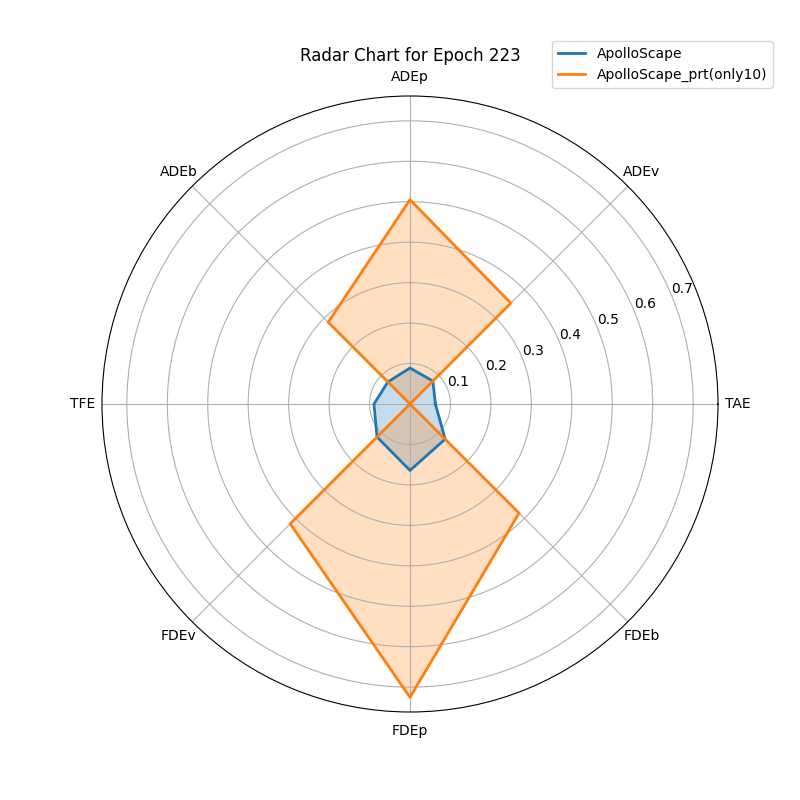 Radar Chart for Epoch 223
ApolloScape
ApolloScape_prt(only10)
ADEp
ADEb
ADEv
0.7
0.6
0.5
0.4
0.3
0.2
0.1
TFE
TAE
FDEv
FDEb
FDEp